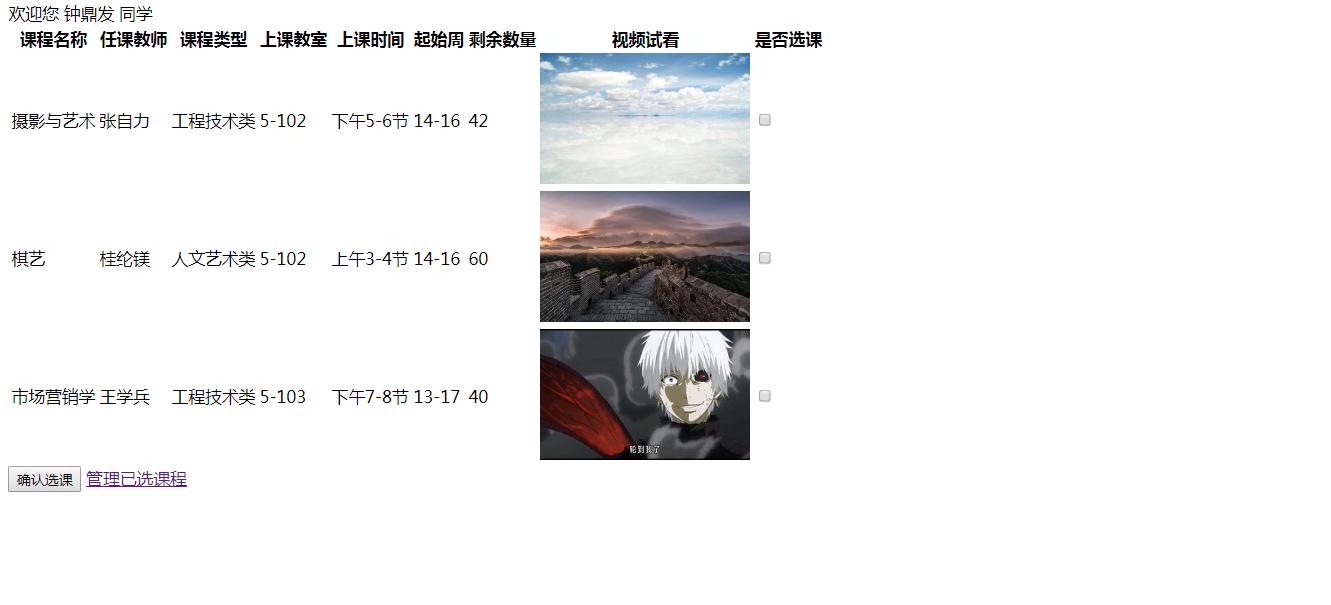 欢迎您 钟鼎发 同学
课程名称 任课教师 课程类型 上课教室 上课时间 起始周 剩余数量 视频试看 是否选课
摄影与艺术 张自力 工程技术类 5-102 下午5-6节 14-16 42
棋艺 桂纶镁 人文艺术类 5-102 上午3-4节 14-16 60
市场营销学 王学兵 工程技术类 5-103 下午7-8节 13-17 40
轮到我了
确认选课 管理已选课程